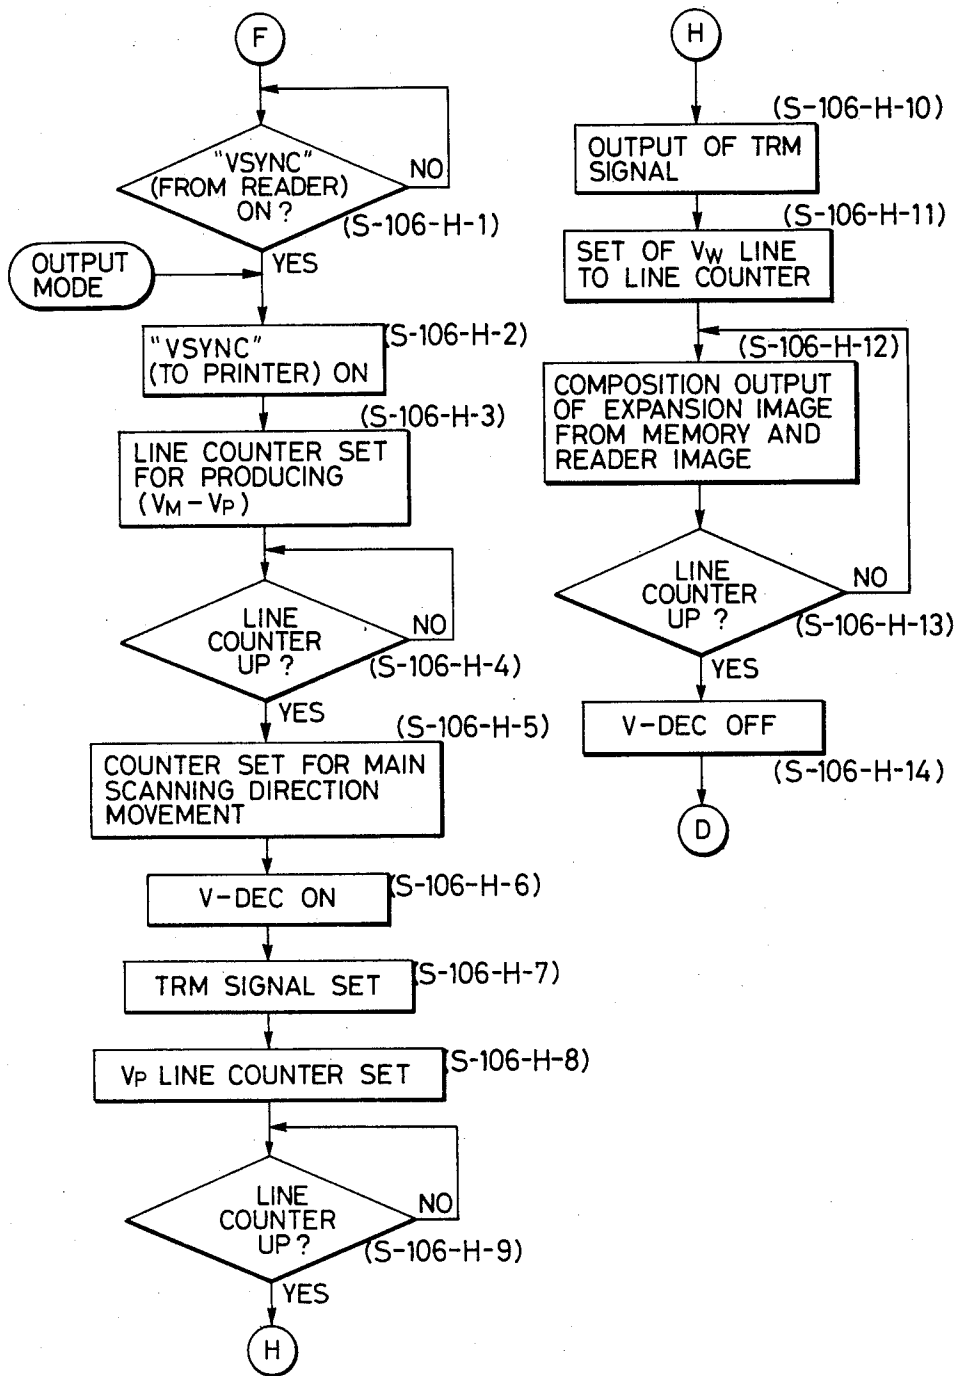 F
"VSYNC"
(FROM READER)
ON ?
NO
(S-106-H-1)
YES
OUTPUT
MODE
(S-106-H-2)
"VSYNC"
(TO PRINTER) ON
(S-106-H-3)
LINE COUNTER SET
FOR PRODUCING
(VM-VP)
LINE
COUNTER
UP ?
NO
(S-106-H-4)
YES
(S-106-H-5)
COUNTER SET FOR MAIN
SCANNING DIRECTION
MOVEMENT
V-DEC ON
(S-106-H-6)
TRM SIGNAL SET
(S-106-H-7)
VP LINE COUNTER SET
(S-106-H-8)
LINE
COUNTER
UP ?
NO
(S-106-H-9)
YES
H
H
(S-106-H-10)
OUTPUT OF TRM
SIGNAL
(S-106-H-11)
SET OF VW LINE
TO LINE COUNTER
(S-106-H-12)
COMPOSITION OUTPUT
OF EXPANSION IMAGE
FROM MEMORY AND
READER IMAGE
LINE
COUNTER
UP ?
NO
(S-106-H-13)
YES
V-DEC OFF
(S-106-H-14)
D